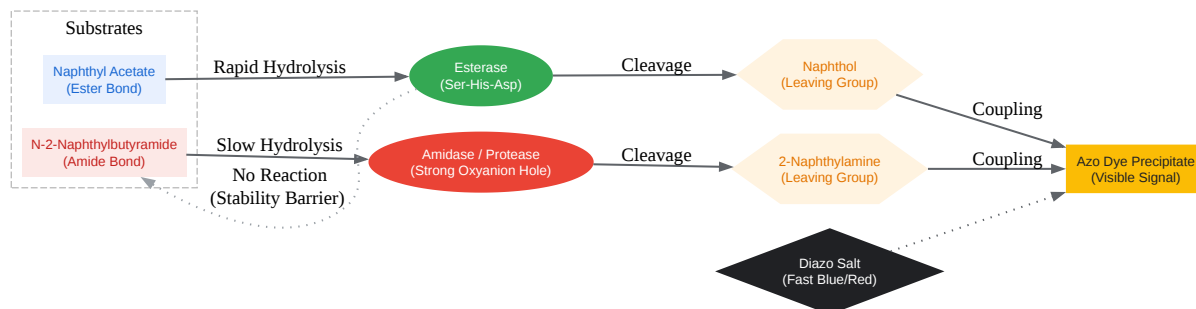 Substrates
Naphthyl Acetate
(Ester Bond)
Rapid Hydrolysis
Esterase
(Ser-His-Asp)
Cleavage
Naphthol
(Leaving Group)
Coupling
N-2-Naphthylbutyramide
(Amide Bond)
Slow Hydrolysis
No Reaction
(Stability Barrier)
Amidase / Protease
(Strong Oxyanion Hole)
Cleavage
2-Naphthylamine
(Leaving Group)
Coupling
Azo Dye Precipitate
(Visible Signal)
Diazo Salt
(Fast Blue/Red)